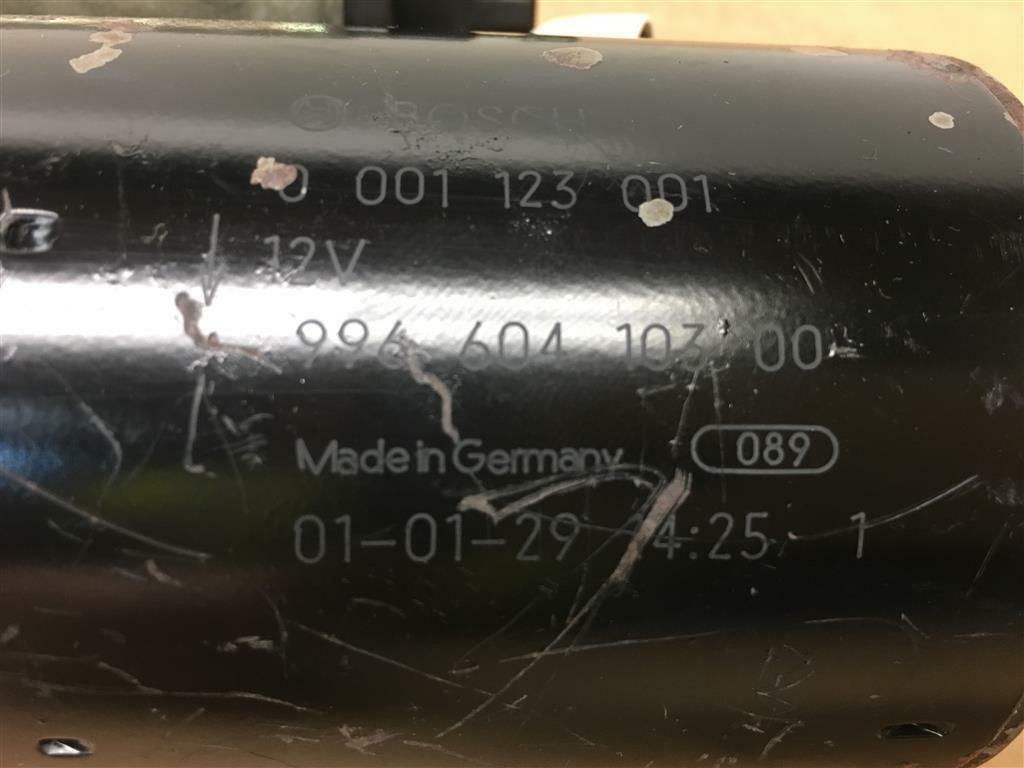 BOSCH
0 001 123 001
12V
996 604 103 00
Made in Germany 089
01-01-29 14:25 1